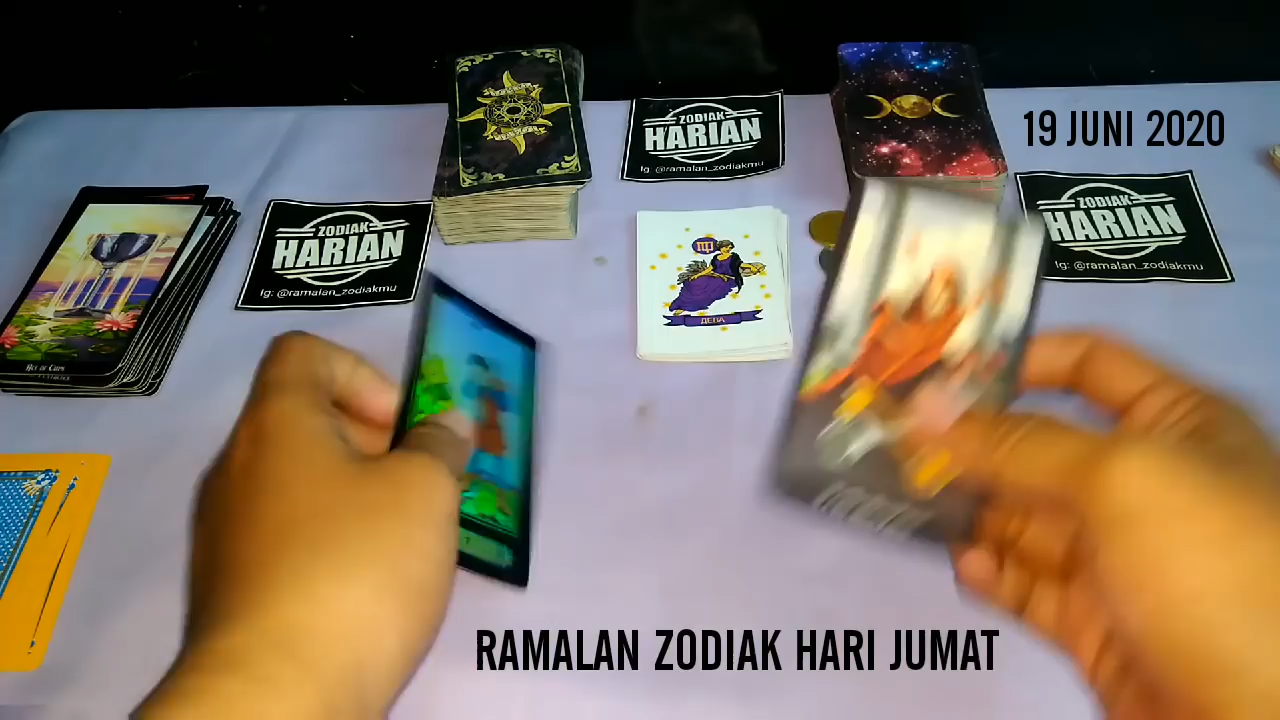 19 JUNI 2020
ZODIAK
HARIAN
Ig: @ramalan_zodiakmu
ZODIAK
HARIAN
Ig: @ramalan_zodiakmu
ZODIAK
HARIAN
Ig: @ramalan_zodiakmu
ДЕВА
ACE OF CUPS
RAMALAN ZODIAK HARI JUMAT